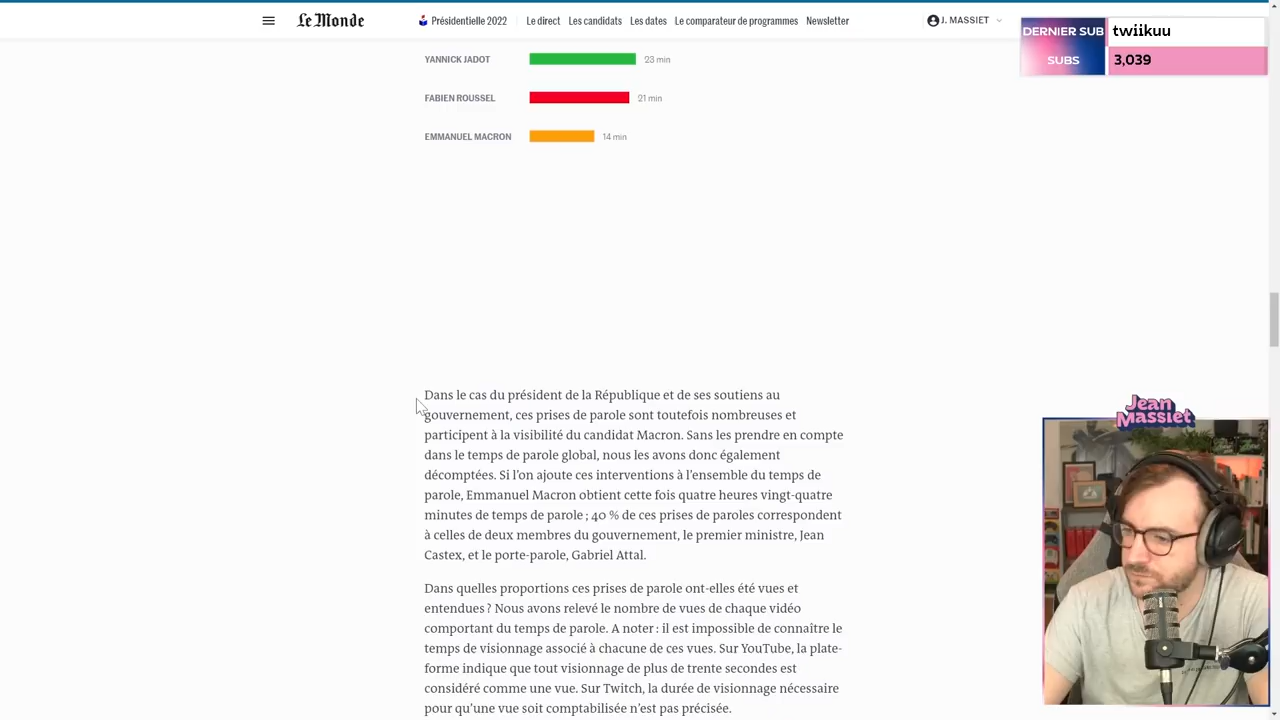 Le Monde
Présidentielle 2022
Le direct
Les candidats
Les dates
Le comparateur de programmes
Newsletter
J. MASSIET
DERNIER SUB
twiikuu
SUBS
3,039
YANNICK JADOT
23 min
FABIEN ROUSSEL
21 min
EMMANUEL MACRON
14 min
Dans le cas du président de la République et de ses soutiens au
gouvernement, ces prises de parole sont toutefois nombreuses et
participent à la visibilité du candidat Macron. Sans les prendre en compte
dans le temps de parole global, nous les avons donc également
décomptées. Si l'on ajoute ces interventions à l'ensemble du temps de
parole, Emmanuel Macron obtient cette fois quatre heures vingt-quatre
minutes de temps de parole ; 40 % de ces prises de paroles correspondent
à celles de deux membres du gouvernement, le premier ministre, Jean
Castex, et le porte-parole, Gabriel Attal.
Dans quelles proportions ces prises de parole ont-elles été vues et
entendues ? Nous avons relevé le nombre de vues de chaque vidéo
comportant du temps de parole. A noter : il est impossible de connaître le
temps de visionnage associé à chacune de ces vues. Sur YouTube, la plate-
forme indique que tout visionnage de plus de trente secondes est
considéré comme une vue. Sur Twitch, la durée de visionnage nécessaire
pour qu'une vue soit comptabilisée n'est pas précisée.
Jean
Massiet